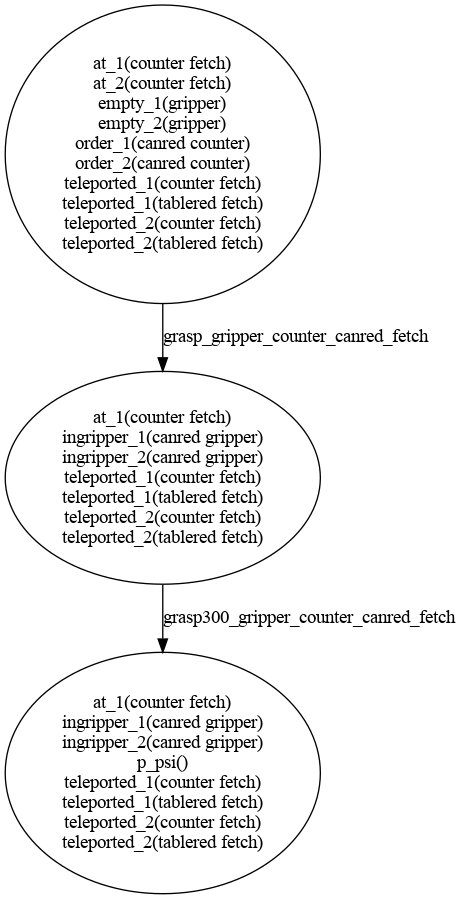 at_1(counter fetch)
at_2(counter fetch)
empty_1(gripper)
empty_2(gripper)
order_1(canred counter)
order_2(canred counter)
teleported_1(counter fetch)
teleported_1(tablered fetch)
teleported_2(counter fetch)
teleported_2(tablered fetch)
grasp_gripper_counter_canred_fetch
at_1(counter fetch)
ingripper_1(canred gripper)
ingripper_2(canred gripper)
teleported_1(counter fetch)
teleported_1(tablered fetch)
teleported_2(counter fetch)
teleported_2(tablered fetch)
grasp300_gripper_counter_canred_fetch
at_1(counter fetch)
ingripper_1(canred gripper)
ingripper_2(canred gripper)
p_psi()
teleported_1(counter fetch)
teleported_1(tablered fetch)
teleported_2(counter fetch)
teleported_2(tablered fetch)